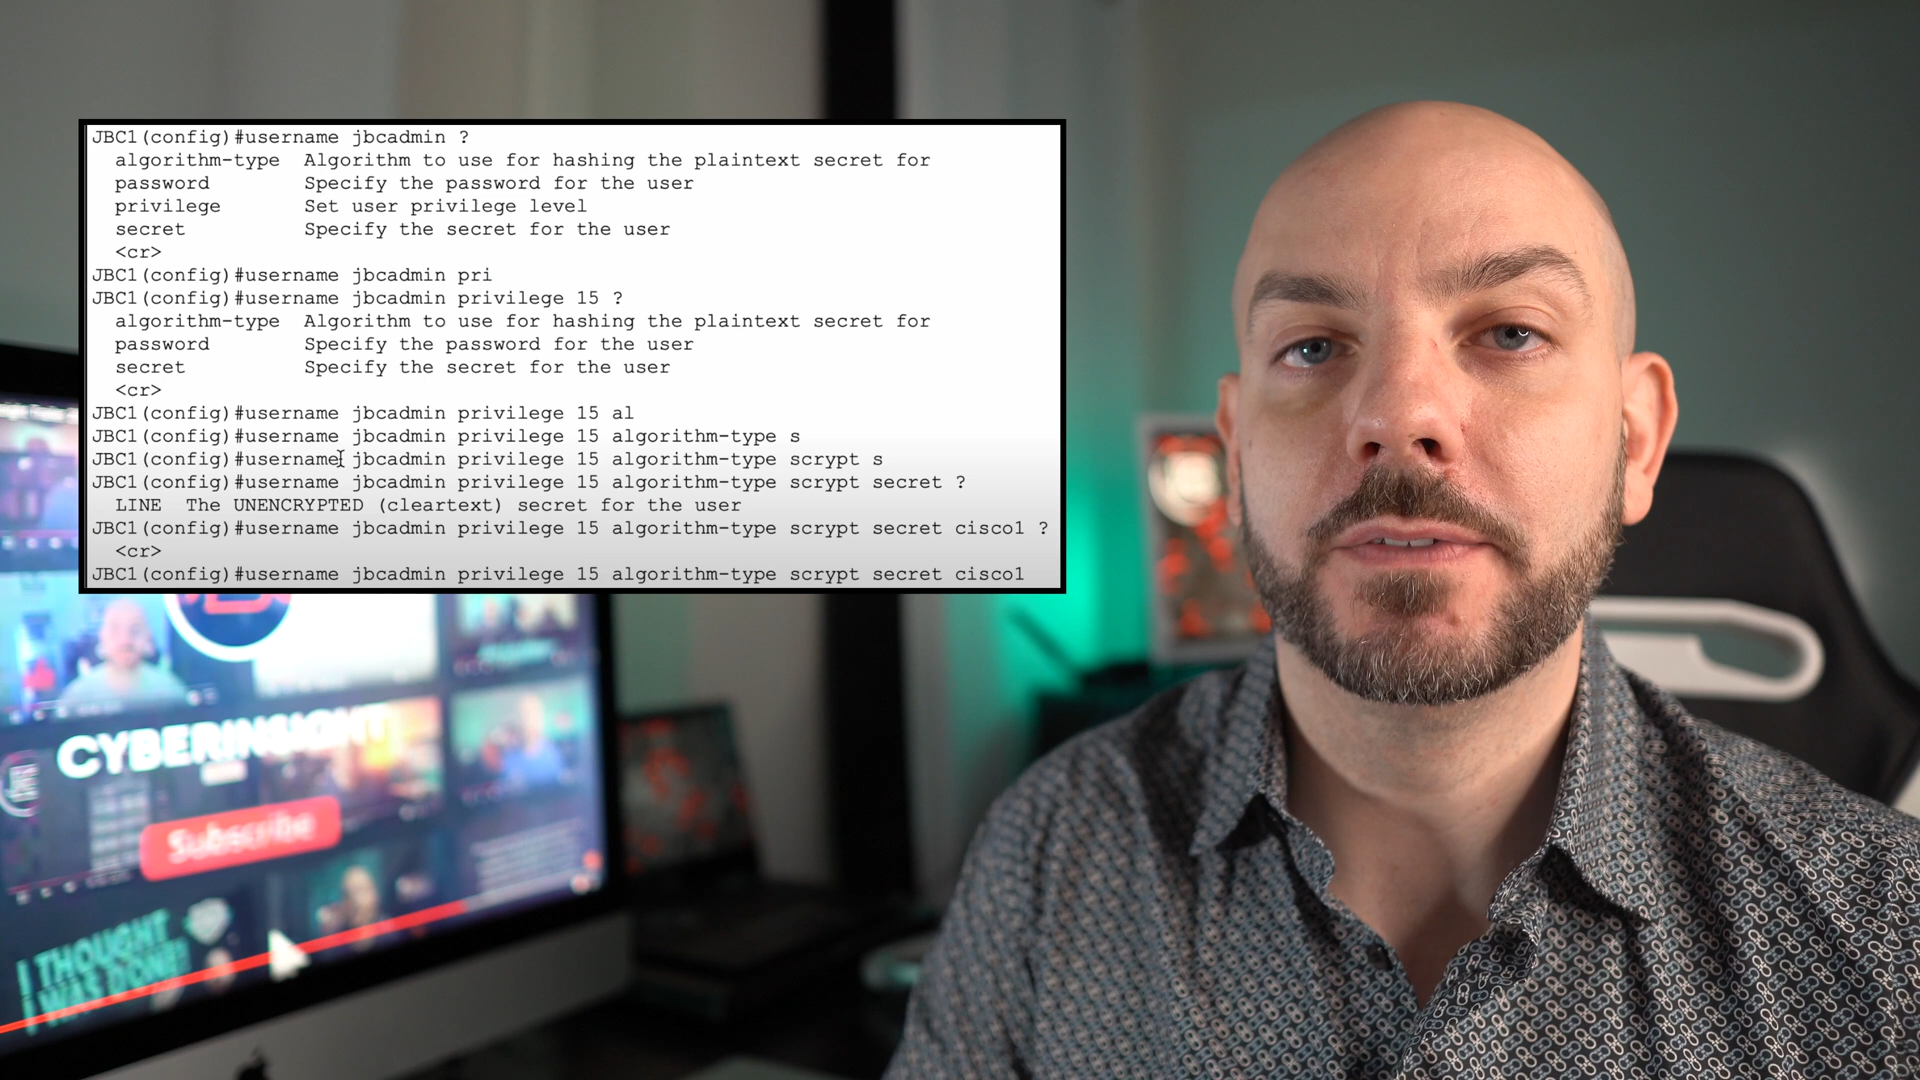 JBC1(config)#username jbcadmin ?
algorithm-type  Algorithm to use for hashing the plaintext secret for
password        Specify the password for the user
privilege       Set user privilege level
secret          Specify the secret for the user
<cr>
JBC1(config)#username jbcadmin pri
JBC1(config)#username jbcadmin privilege 15 ?
algorithm-type  Algorithm to use for hashing the plaintext secret for
password        Specify the password for the user
secret          Specify the secret for the user
<cr>
JBC1(config)#username jbcadmin privilege 15 al
JBC1(config)#username jbcadmin privilege 15 algorithm-type s
JBC1(config)#username jbcadmin privilege 15 algorithm-type scrypt s
JBC1(config)#username jbcadmin privilege 15 algorithm-type scrypt secret ?
LINE  The UNENCRYPTED (cleartext) secret for the user
JBC1(config)#username jbcadmin privilege 15 algorithm-type scrypt secret cisco1 ?
<cr>
JBC1(config)#username jbcadmin privilege 15 algorithm-type scrypt secret cisco1
CYBERINSIGHT
Subscribe
I THOUGHT
I WAS DONE!